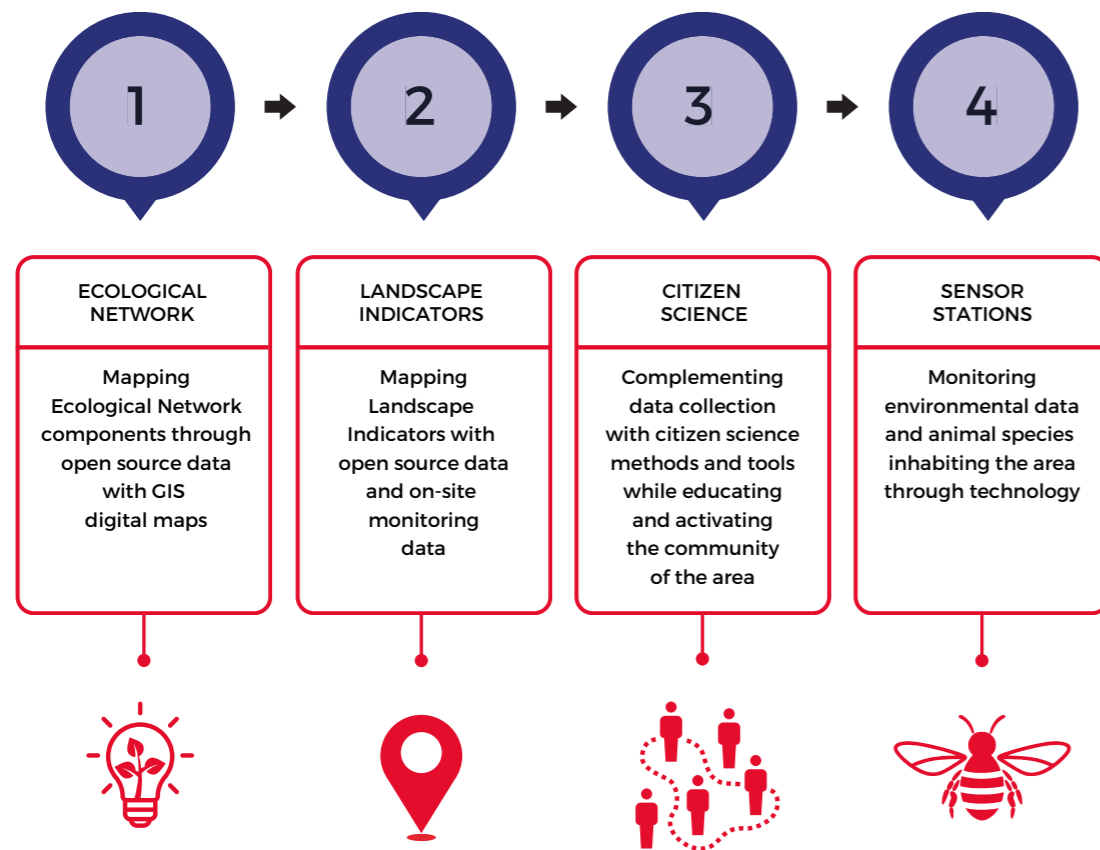 1
2
3
4
ECOLOGICAL
NETWORK
Mapping
Ecological Network
components through
open source data
with GIS
digital maps
LANDSCAPE
INDICATORS
Mapping
Landscape
Indicators with
open source data
and on-site
monitoring
data
CITIZEN
SCIENCE
Complementing
data collection
with citizen science
methods and tools
while educating
and activating
the community
of the area
SENSOR
STATIONS
Monitoring
environmental data
and animal species
inhabiting the area
through technology